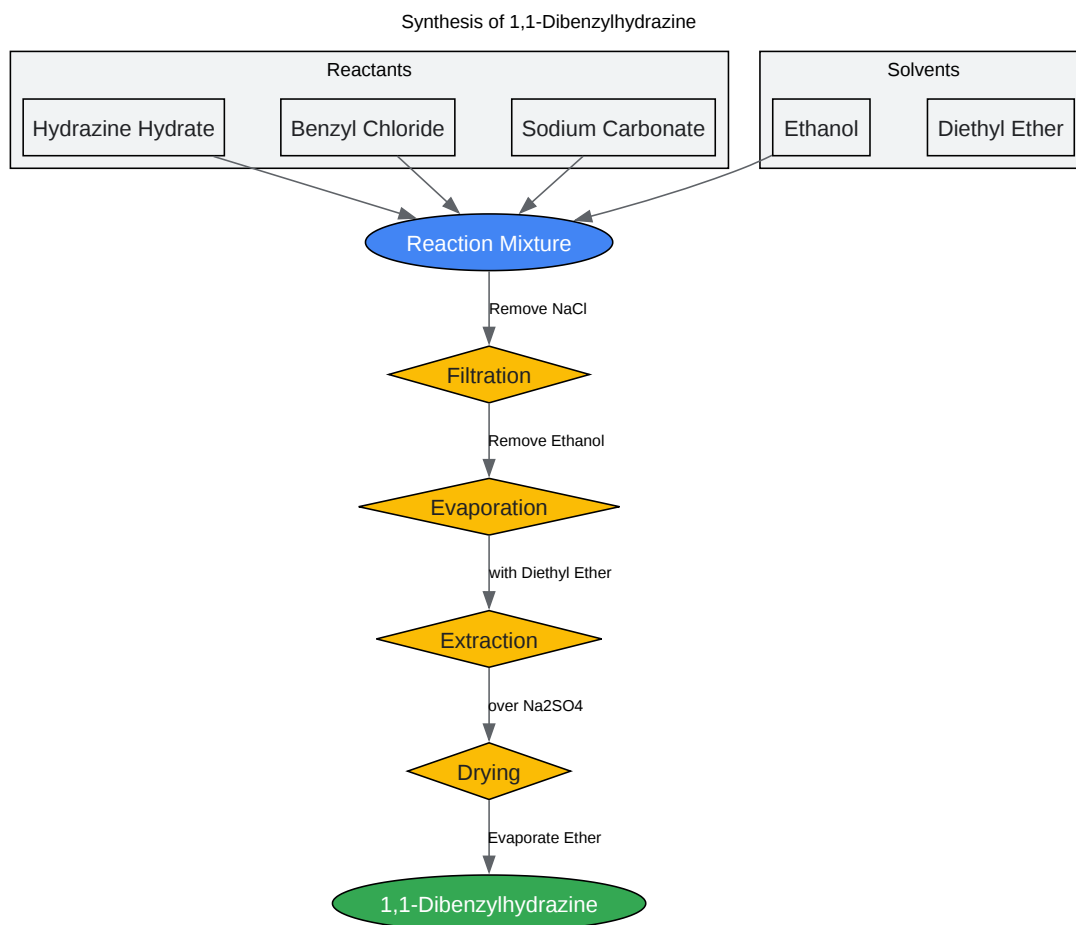 Synthesis of 1,1-Dibenzylhydrazine
Reactants
Solvents
Hydrazine Hydrate
Benzyl Chloride
Sodium Carbonate
Ethanol
Diethyl Ether
Reaction Mixture
Remove NaCl
Filtration
Remove Ethanol
Evaporation
with Diethyl Ether
Extraction
over Na2SO4
Drying
Evaporate Ether
1,1-Dibenzylhydrazine